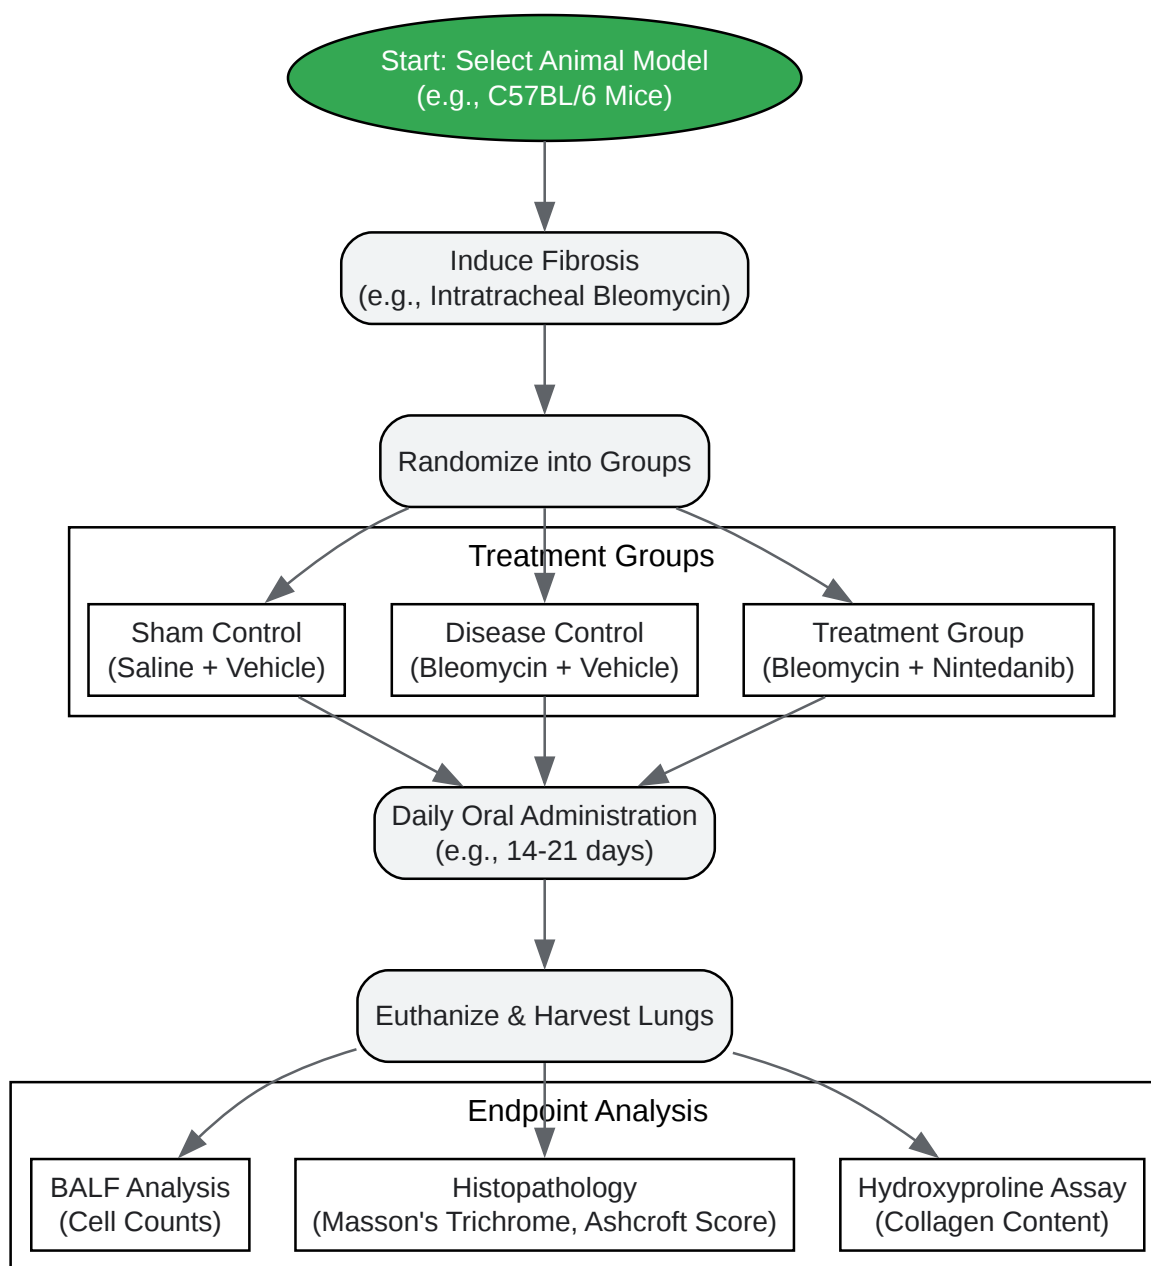 Start: Select Animal Model
(e.g., C57BL/6 Mice)
Induce Fibrosis
(e.g., Intratracheal Bleomycin)
Randomize into Groups
Treatment Groups
Sham Control
(Saline + Vehicle)
Disease Control
(Bleomycin + Vehicle)
Treatment Group
(Bleomycin + Nintedanib)
Daily Oral Administration
(e.g., 14-21 days)
Euthanize & Harvest Lungs
Endpoint Analysis
BALF Analysis
(Cell Counts)
Histopathology
(Masson's Trichrome, Ashcroft Score)
Hydroxyproline Assay
(Collagen Content)